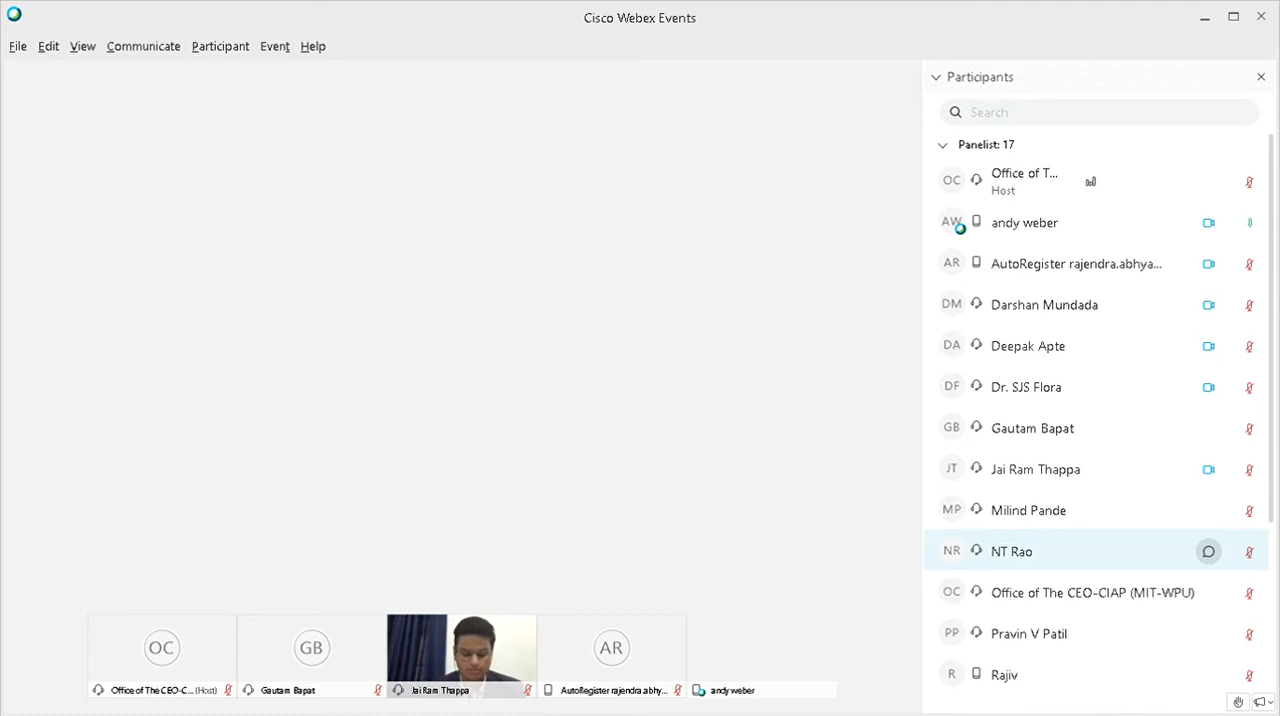 Cisco Webex Events
File Edit View Communicate Participant Event Help
Participants
Search
Panelist: 17
OC Office of T...
Host
AW andy weber
AR AutoRegister rajendra.abhya...
DM Darshan Mundada
DA Deepak Apte
DF Dr. SJS Flora
GB Gautam Bapat
JT Jai Ram Thappa
MP Milind Pande
NR NT Rao
OC Office of The CEO-CIAP (MIT-WPU)
PP Pravin V Patil
R Rajiv
OC GB AR
Office of The CEO-C... (Host) Gautam Bapat Jai Ram Thappa AutoRegister rajendra.abhy... andy weber